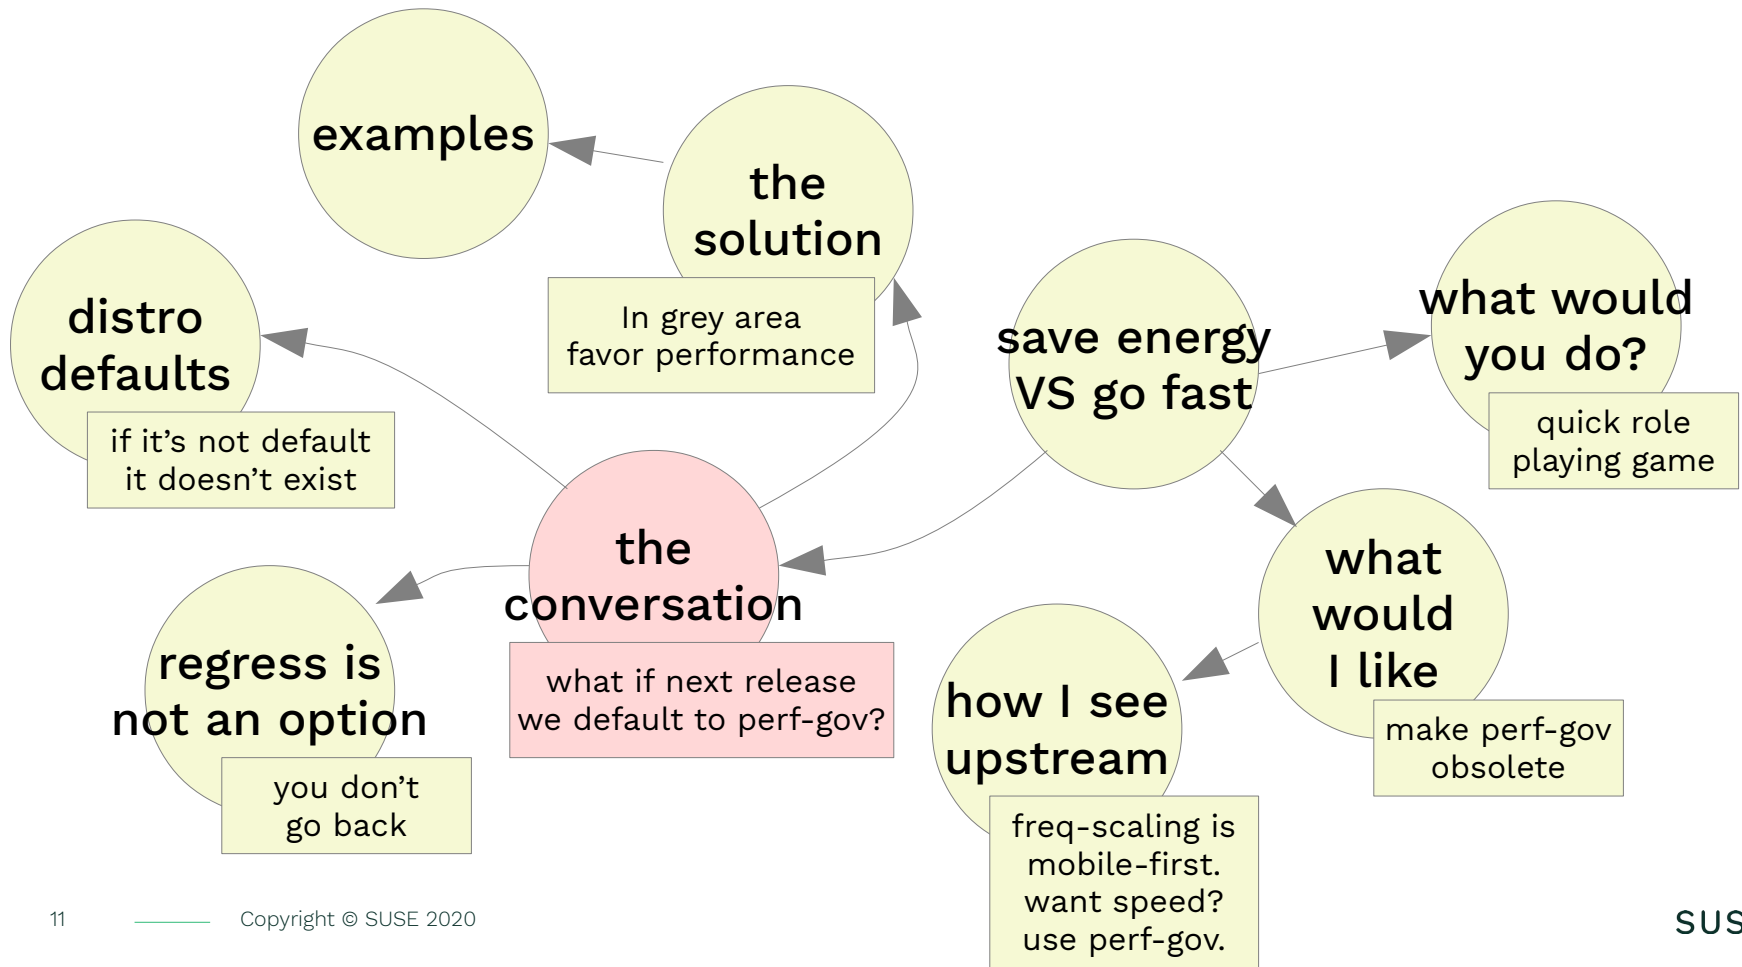 examples
the
solution
In grey area
favor performance
distro
defaults
if it’s not default
it doesn’t exist
save energy
VS go fast
what would
you do?
quick role
playing game
the
conversation
what if next release
we default to perf-gov?
regress is
not an option
you don’t
go back
what
would
I like
make perf-gov
obsolete
how I see
upstream
freq-scaling is
mobile-first.
want speed?
use perf-gov.
11
Copyright © SUSE 2020
SUS